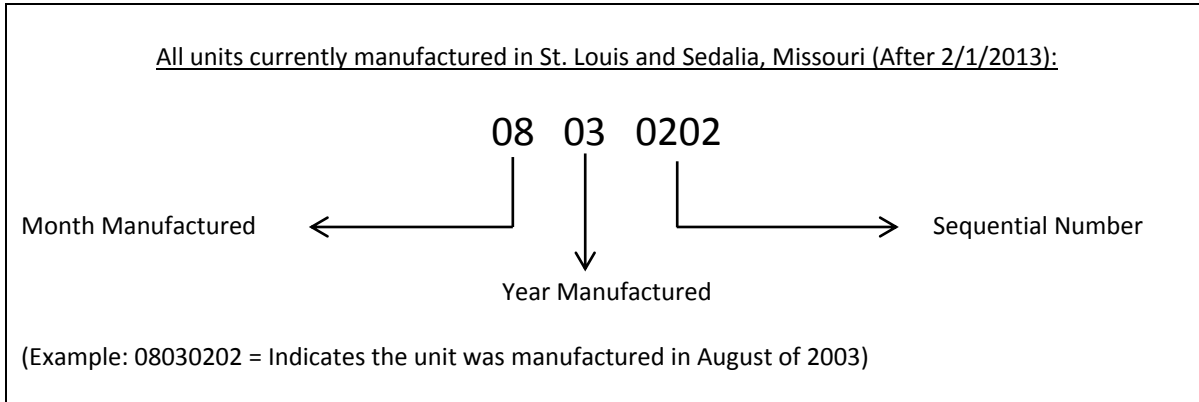 All units currently manufactured in St. Louis and Sedalia, Missouri (After 2/1/2013):
08 03 0202
Month Manufactured
Sequential Number
Year Manufactured
(Example: 08030202 = Indicates the unit was manufactured in August of 2003)